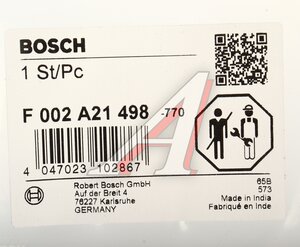 BOSCH
1 St/Pc
F 002 A21 498 -770
4 047023 102867
Robert Bosch GmbH
Auf der Breit 4
76227 Karlsruhe
GERMANY
65B
573
Made in India
Fabriqué en Inde